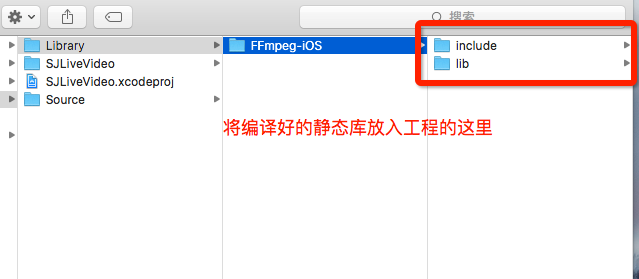 搜索
Library
SJLiveVideo
SJLiveVideo.xcodeproj
Source
FFmpeg-iOS
include
lib
将编译好的静态库放入工程的这里